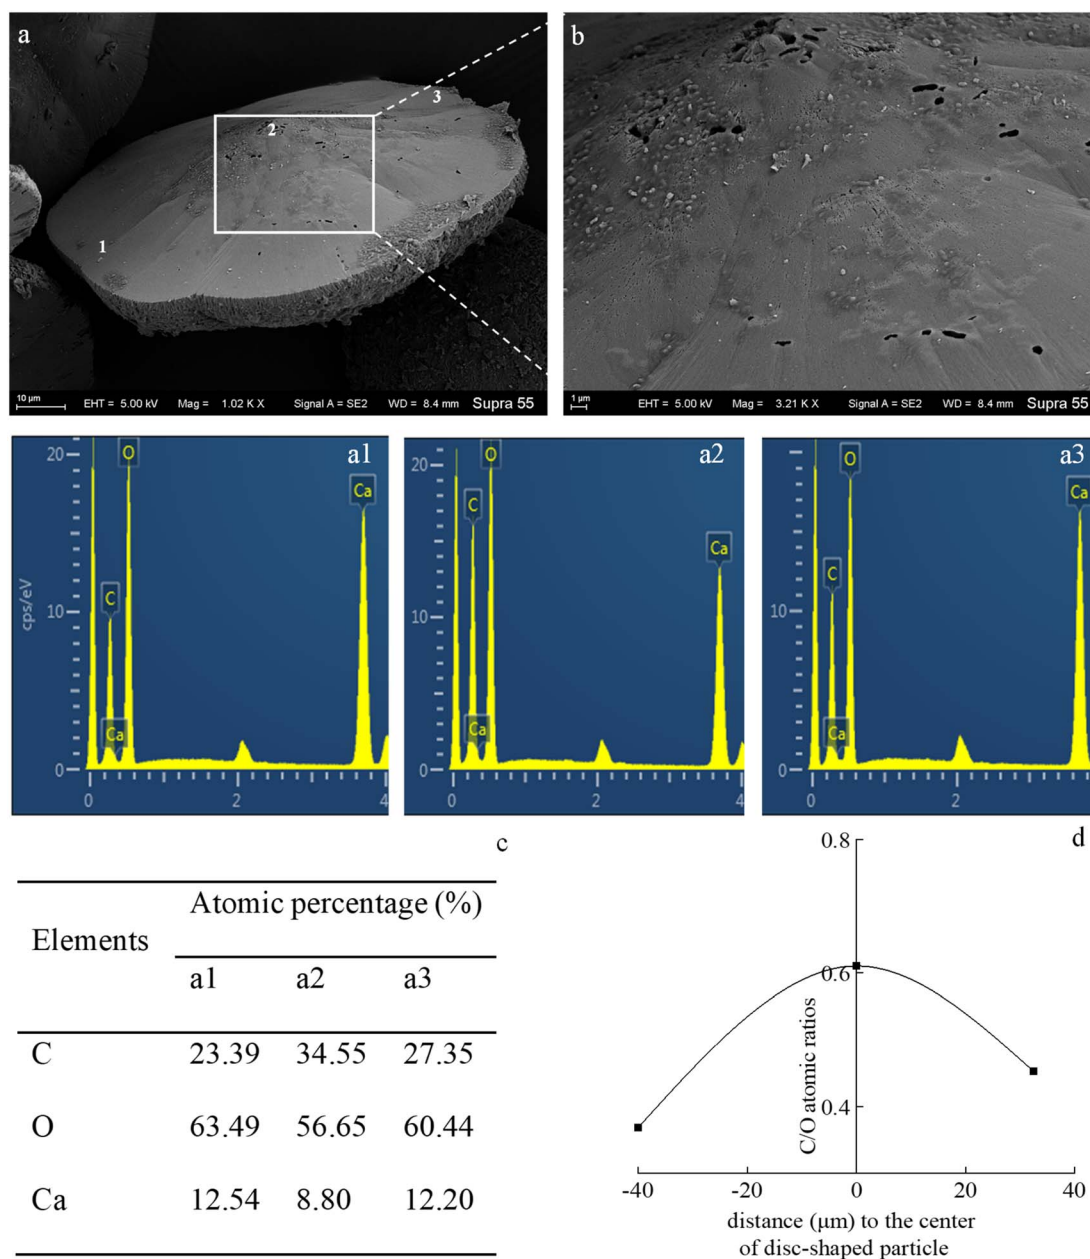 a
1
2
3
10 µm
EHT = 5.00 kV
Mag = 1.02 K X
Signal A = SE2
WD = 8.4 mm
Supra 55
b
1 µm
EHT = 5.00 kV
Mag = 3.21 K X
Signal A = SE2
WD = 8.4 mm
Supra 55
a1
cps/eV
20
10
0
O
C
Ca
Ca
0
2
4
a2
20
10
0
O
C
Ca
Ca
0
2
4
a3
10
0
O
C
Ca
Ca
0
2
c
Elements
Atomic percentage (%)
a1 a2 a3
C 23.39 34.55 27.35
O 63.49 56.65 60.44
Ca 12.54 8.80 12.20
d
0.8
0.6
0.4
C/O atomic ratios
-40 -20 0 20 40
distance (µm) to the center
of disc-shaped particle